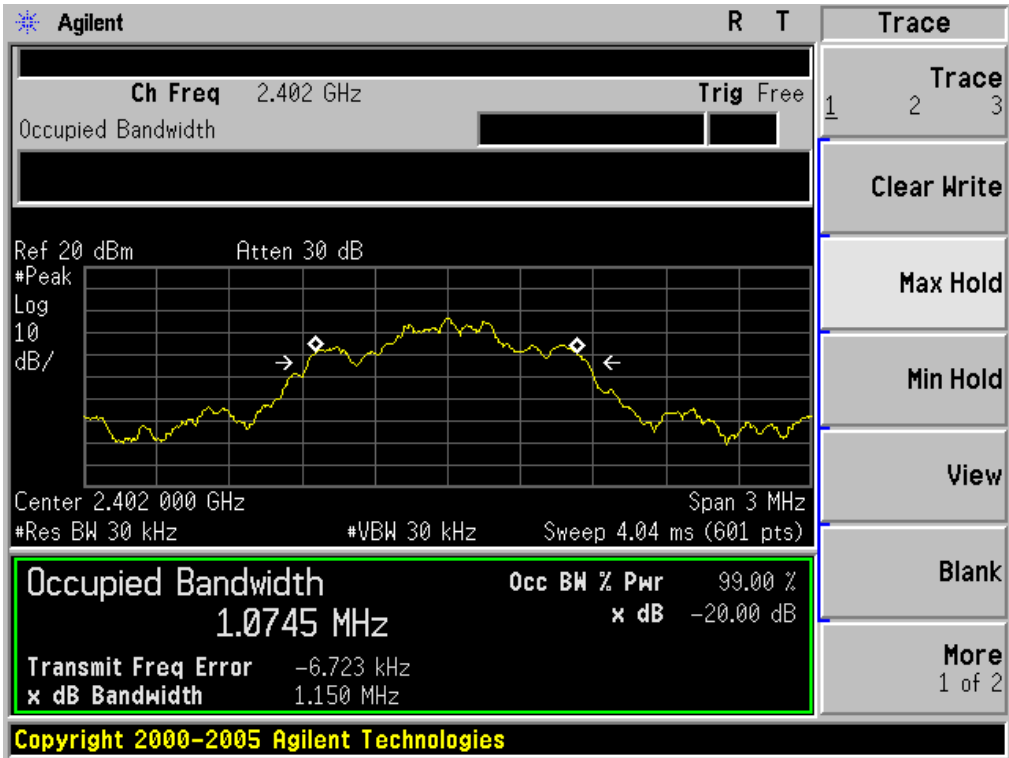 Agilent R T
Trace
Ch Freq 2.402 GHz Trig Free
Occupied Bandwidth
Trace
1 2 3
Clear Write
Max Hold
Min Hold
View
Blank
More
1 of 2
Ref 20 dBm Atten 30 dB
#Peak
Log
10
dB/
Center 2.402 000 GHz Span 3 MHz
#Res BW 30 kHz #VBW 30 kHz Sweep 4.04 ms (601 pts)
Occupied Bandwidth Occ BW % Pwr 99.00 %
1.0745 MHz x dB -20.00 dB
Transmit Freq Error -6.723 kHz
x dB Bandwidth 1.150 MHz
Copyright 2000-2005 Agilent Technologies